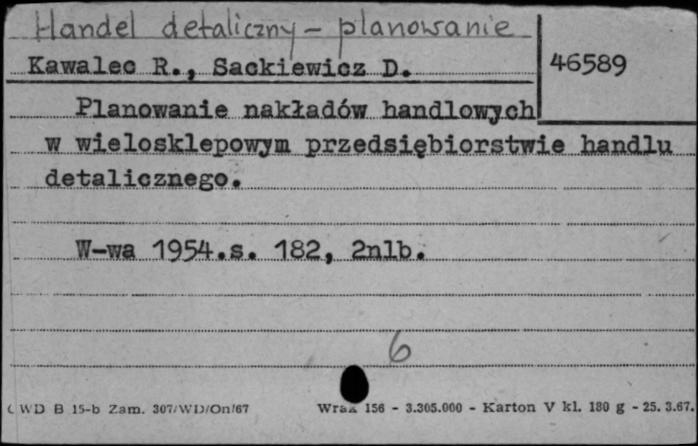 Handel detaliczny – planowanie
Kawalec R., Sackiewicz D.
46589
Planowanie nakładów handlowych
w wielosklepowym przedsiębiorstwie handlu
detalicznego.
W-wa 1954.s. 182, 2nlb.
6
CWD B 15-b Zam. 307/WD/On/67
156 - 3.305.000 - Karton V kl. 180 g - 25.3.67.